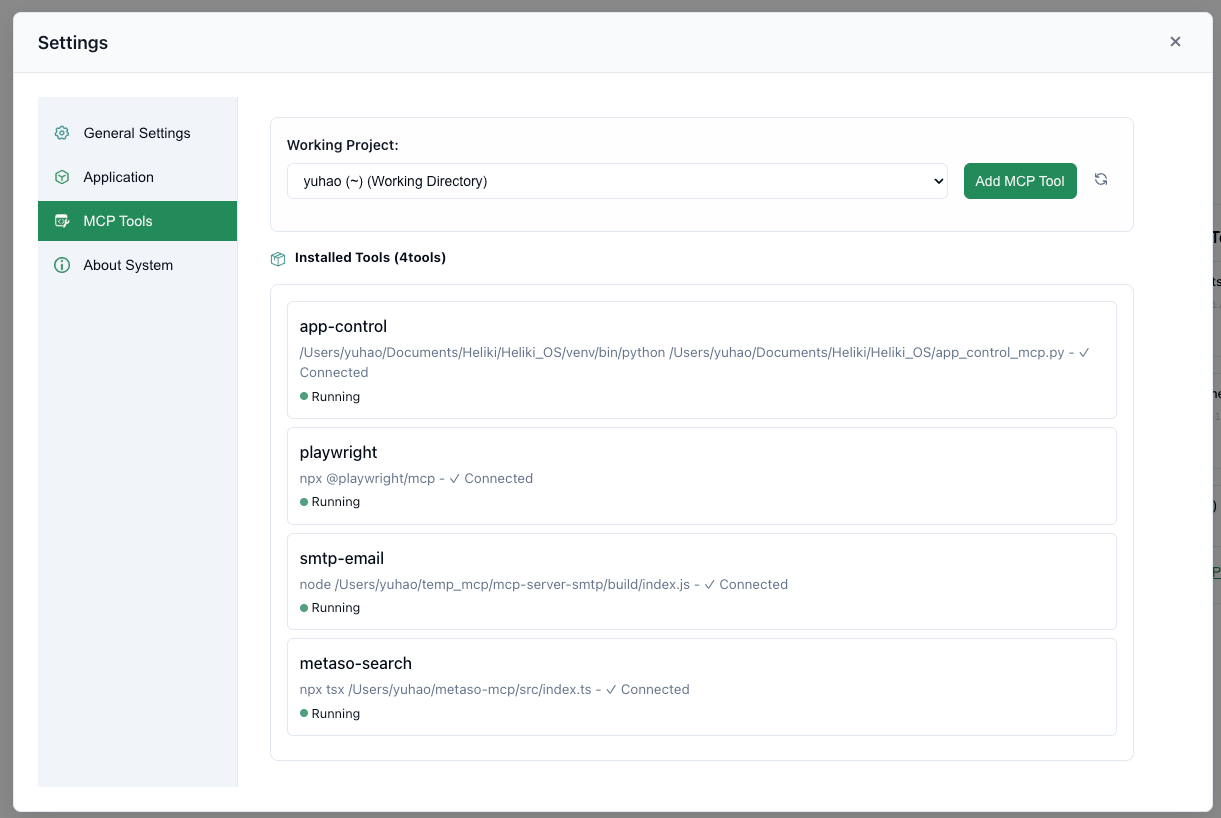 Settings
General Settings
Application
MCP Tools
About System
Working Project:
yuhao (~) (Working Directory)
Add MCP Tool
Installed Tools (4tools)
app-control
/Users/yuhao/Documents/Heliki/Heliki_OS/venv/bin/python /Users/yuhao/Documents/Heliki/Heliki_OS/app_control_mcp.py - ✓
Connected
Running
playwright
npx @playwright/mcp - ✓ Connected
Running
smtp-email
node /Users/yuhao/temp_mcp/mcp-server-smtp/build/index.js - ✓ Connected
Running
metaso-search
npx tsx /Users/yuhao/metaso-mcp/src/index.ts - ✓ Connected
Running